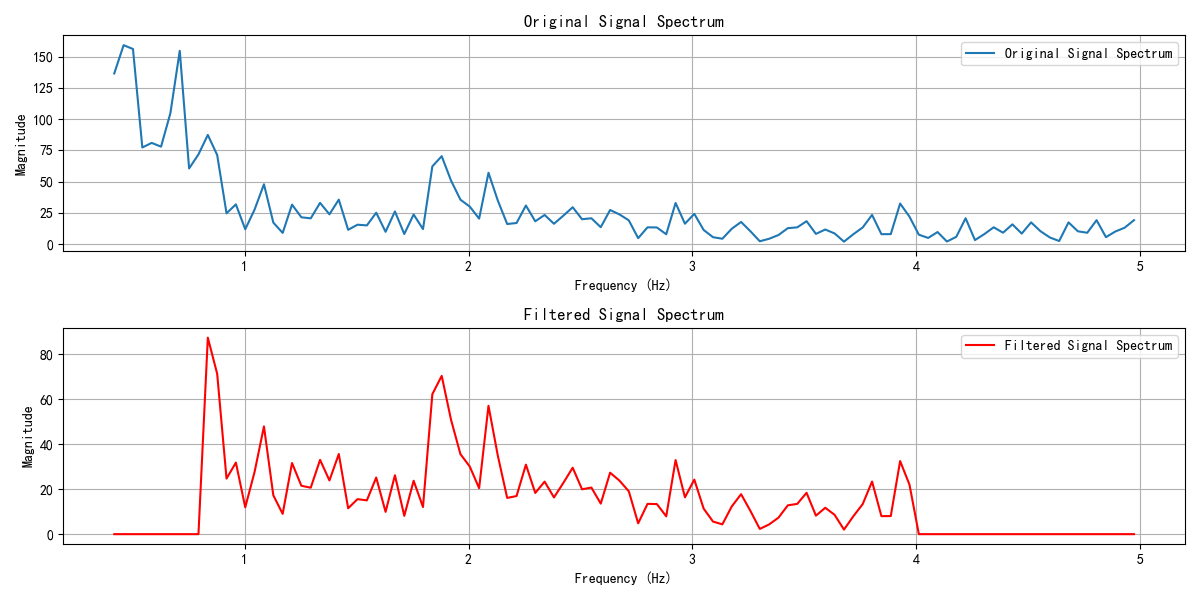 Original Signal Spectrum
Original Signal Spectrum
Magnitude
150
125
100
75
50
25
0
1
2
3
4
5
Frequency (Hz)
Filtered Signal Spectrum
Filtered Signal Spectrum
Magnitude
80
60
40
20
0
1
2
3
4
5
Frequency (Hz)